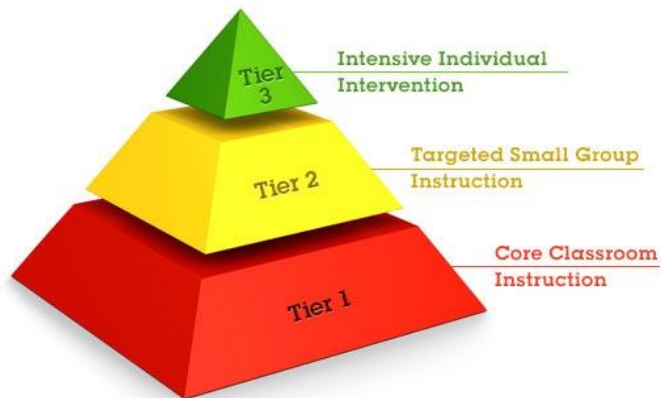 Tier
3
Intensive Individual
Intervention
Tier 2
Targeted Small Group
Instruction
Tier 1
Core Classroom
Instruction